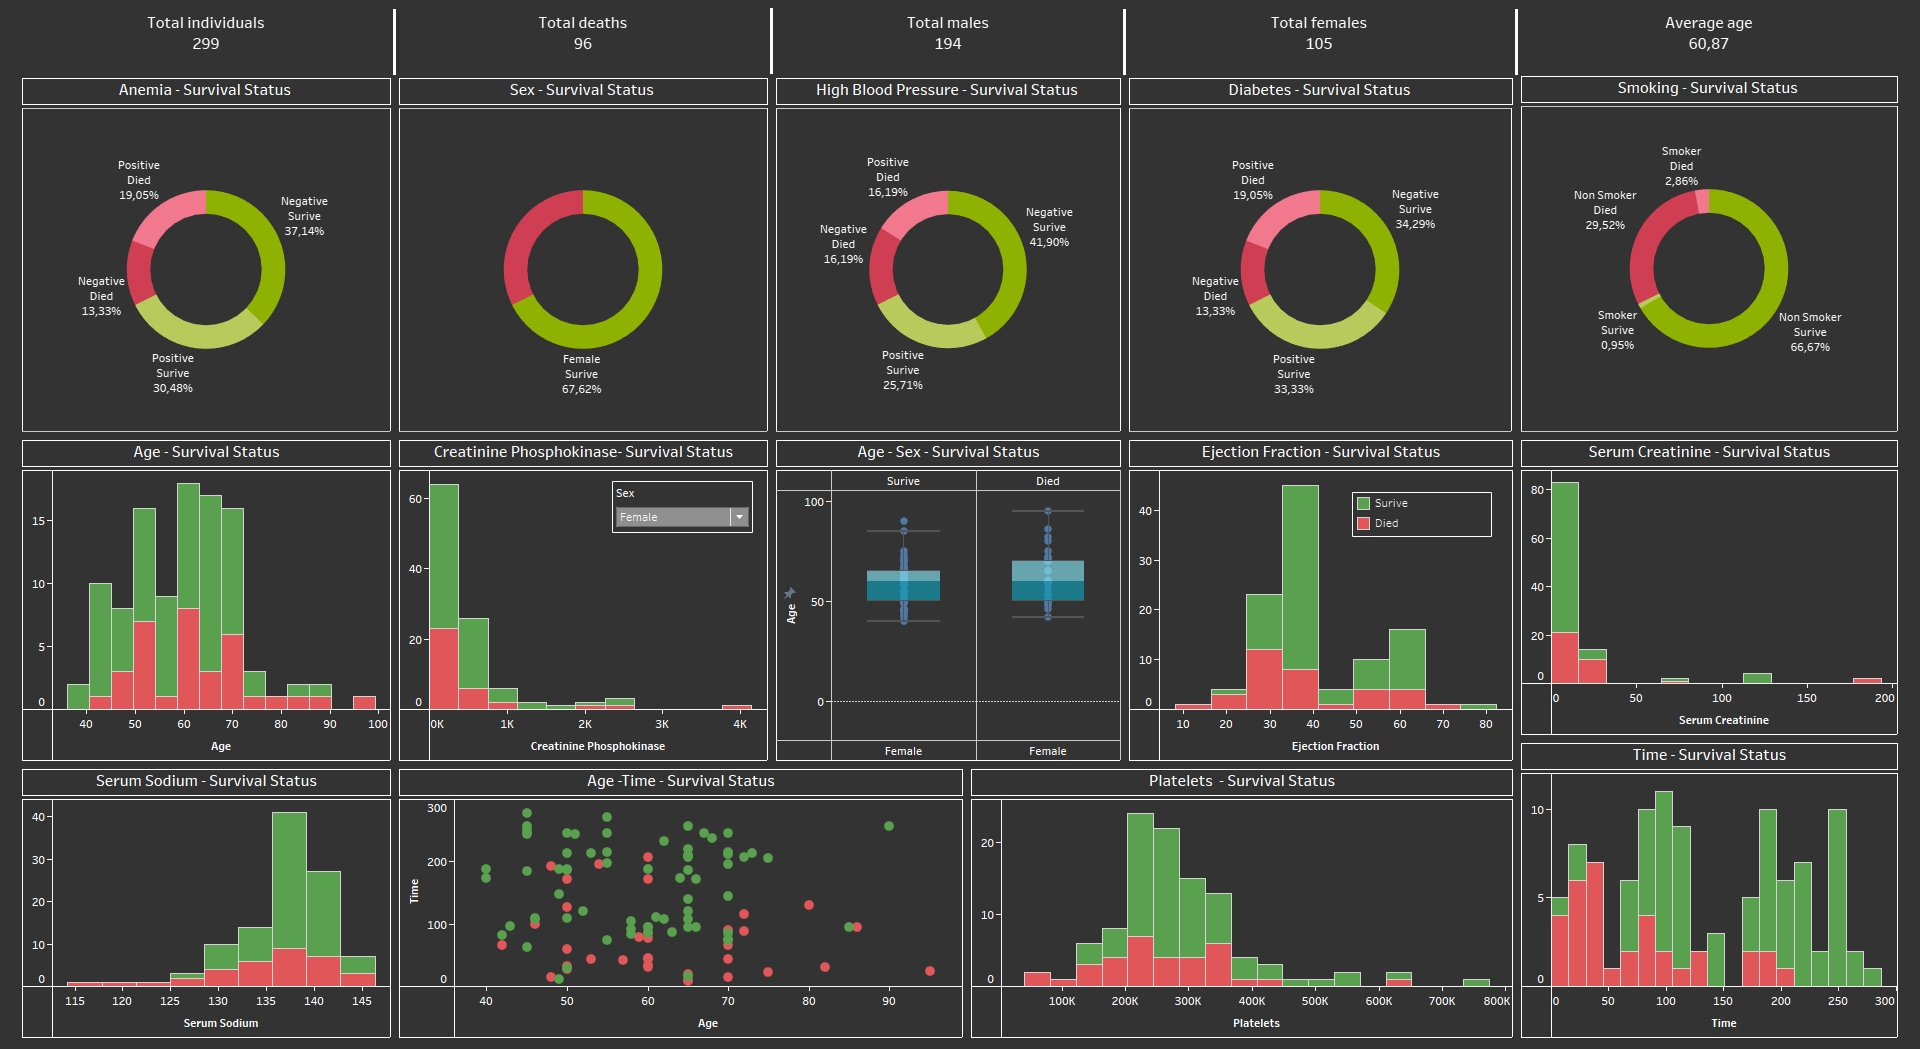 Total individuals
299
Total deaths
96
Total males
194
Total females
105
Average age
60,87
Anemia - Survival Status
Sex - Survival Status
High Blood Pressure - Survival Status
Diabetes - Survival Status
Smoking - Survival Status
Positive
Died
19,05%
Negative
Surive
37,14%
Negative
Died
13,33%
Positive
Surive
30,48%
Female
Surive
67,62%
Positive
Died
16,19%
Negative
Surive
41,90%
Negative
Died
16,19%
Positive
Surive
25,71%
Positive
Died
19,05%
Negative
Surive
34,29%
Negative
Died
13,33%
Positive
Surive
33,33%
Smoker
Died
2,86%
Non Smoker
Died
29,52%
Smoker
Surive
0,95%
Non Smoker
Surive
66,67%
Age - Survival Status
15
10
5
0
40 50 60 70 80 90 100
Age
Creatinine Phosphokinase- Survival Status
Sex
Female
60
40
20
0
0K 1K 2K 3K 4K
Creatinine Phosphokinase
Age - Sex - Survival Status
Surive Died
100
50
0
Age
Female Female
Ejection Fraction - Survival Status
Surive
Died
40
30
20
10
0
10 20 30 40 50 60 70 80
Ejection Fraction
Serum Creatinine - Survival Status
80
60
40
20
0
0 50 100 150 200
Serum Creatinine
Serum Sodium - Survival Status
40
30
20
10
0
115 120 125 130 135 140 145
Serum Sodium
Age -Time - Survival Status
300
200
100
0
Time
40 50 60 70 80 90
Age
Platelets - Survival Status
20
10
0
100K 200K 300K 400K 500K 600K 700K 800K
Platelets
Time - Survival Status
10
5
0
0 50 100 150 200 250 300
Time